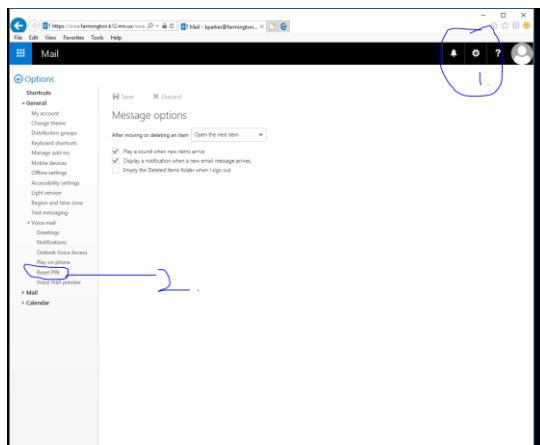 https://owa.farmington.k12.mn.us/owa
Mail - kparker@farmington...
File Edit View Favorites Tools Help
Mail
?
1.
Options
Shortcuts
General
My account
Change theme
Distribution groups
Keyboard shortcuts
Manage add-ins
Mobile devices
Offline settings
Accessibility settings
Light version
Region and time zone
Text messaging
Voice mail
Greetings
Notifications
Outlook Voice Access
Play on phone
Reset PIN
Voice mail preview
Mail
Calendar
Save Discard
Message options
After moving or deleting an item Open the next item
Play a sound when new items arrive
Display a notification when a new email message arrives
Empty the Deleted Items folder when I sign out
2.